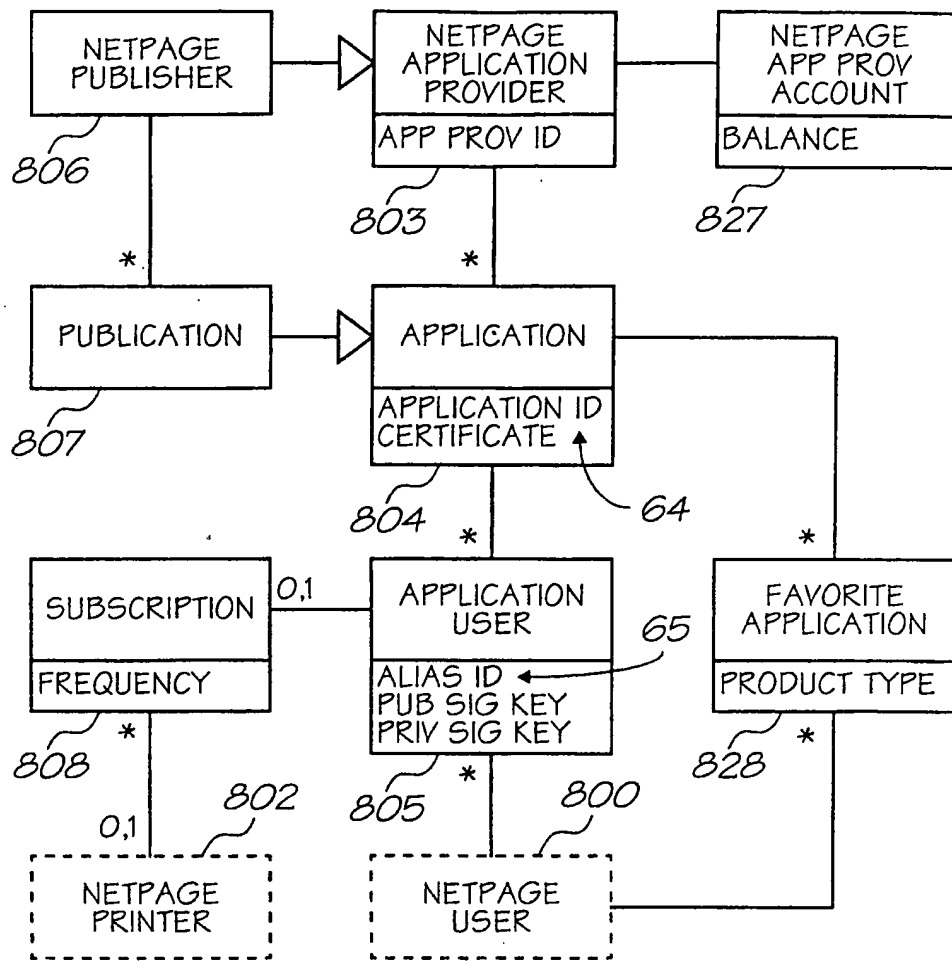 NETPAGE
PUBLISHER
NETPAGE
APPLICATION
PROVIDER
APP PROV ID
NETPAGE
APP PROV
ACCOUNT
BALANCE
806
803
827
*
*
PUBLICATION
APPLICATION
APPLICATION ID
CERTIFICATE
807
804
64
*
*
SUBSCRIPTION
FREQUENCY
0,1
APPLICATION
USER
ALIAS ID
PUB SIG KEY
PRIV SIG KEY
65
FAVORITE
APPLICATION
PRODUCT TYPE
808
*
805
*
828
*
802
800
0,1
NETPAGE
PRINTER
NETPAGE
USER